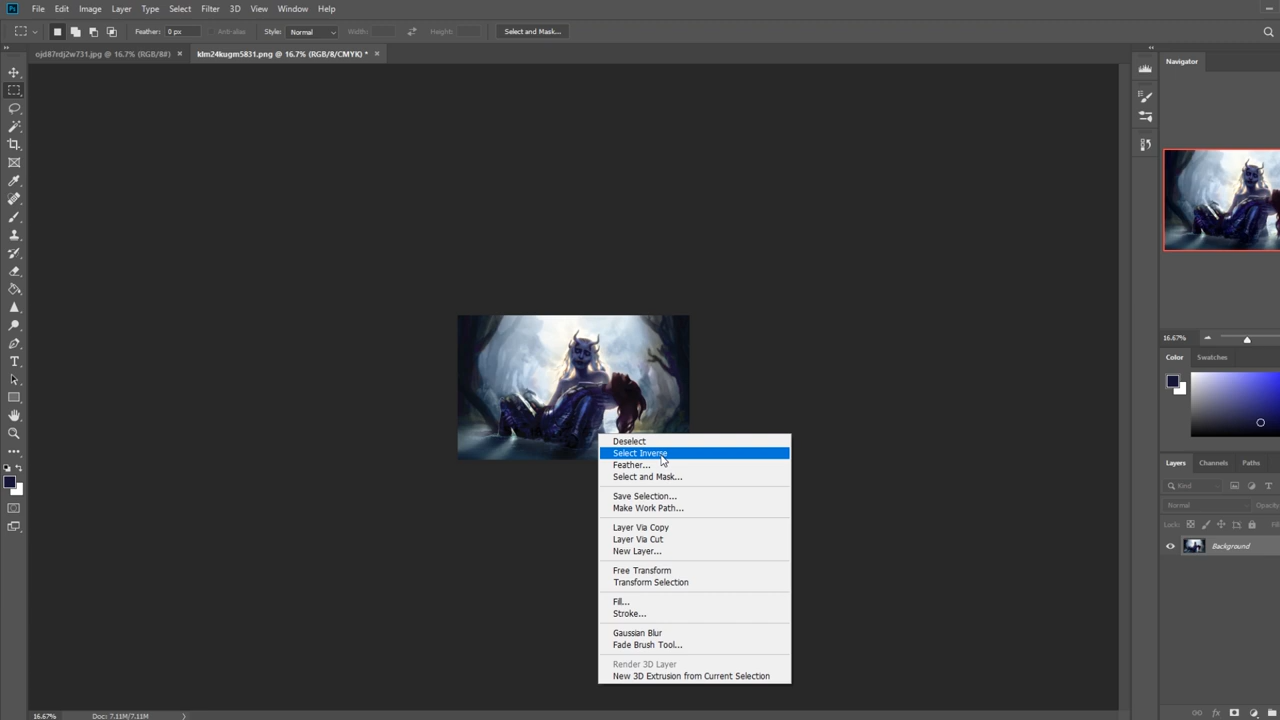 Ps File Edit Image Layer Type Select Filter 3D View Window Help
Feather: 0 px Anti-alias Style: Normal Width: Height: Select and Mask...
ojd87rdj2w731.jpg @ 16.7% (RGB/8#) × klm24kugm5831.png @ 16.7% (RGB/8/CMYK) * ×
Navigator
16.67%
Color Swatches
Deselect
Select Inverse
Feather...
Select and Mask...
Save Selection...
Make Work Path...
Layer Via Copy
Layer Via Cut
New Layer...
Free Transform
Transform Selection
Fill...
Stroke...
Gaussian Blur
Fade Brush Tool...
Render 3D Layer
New 3D Extrusion from Current Selection
Layers Channels Paths
Kind
Normal Opacity
Lock: Fil
Background
fx
16.67% Doc: 7.11M/7.11M